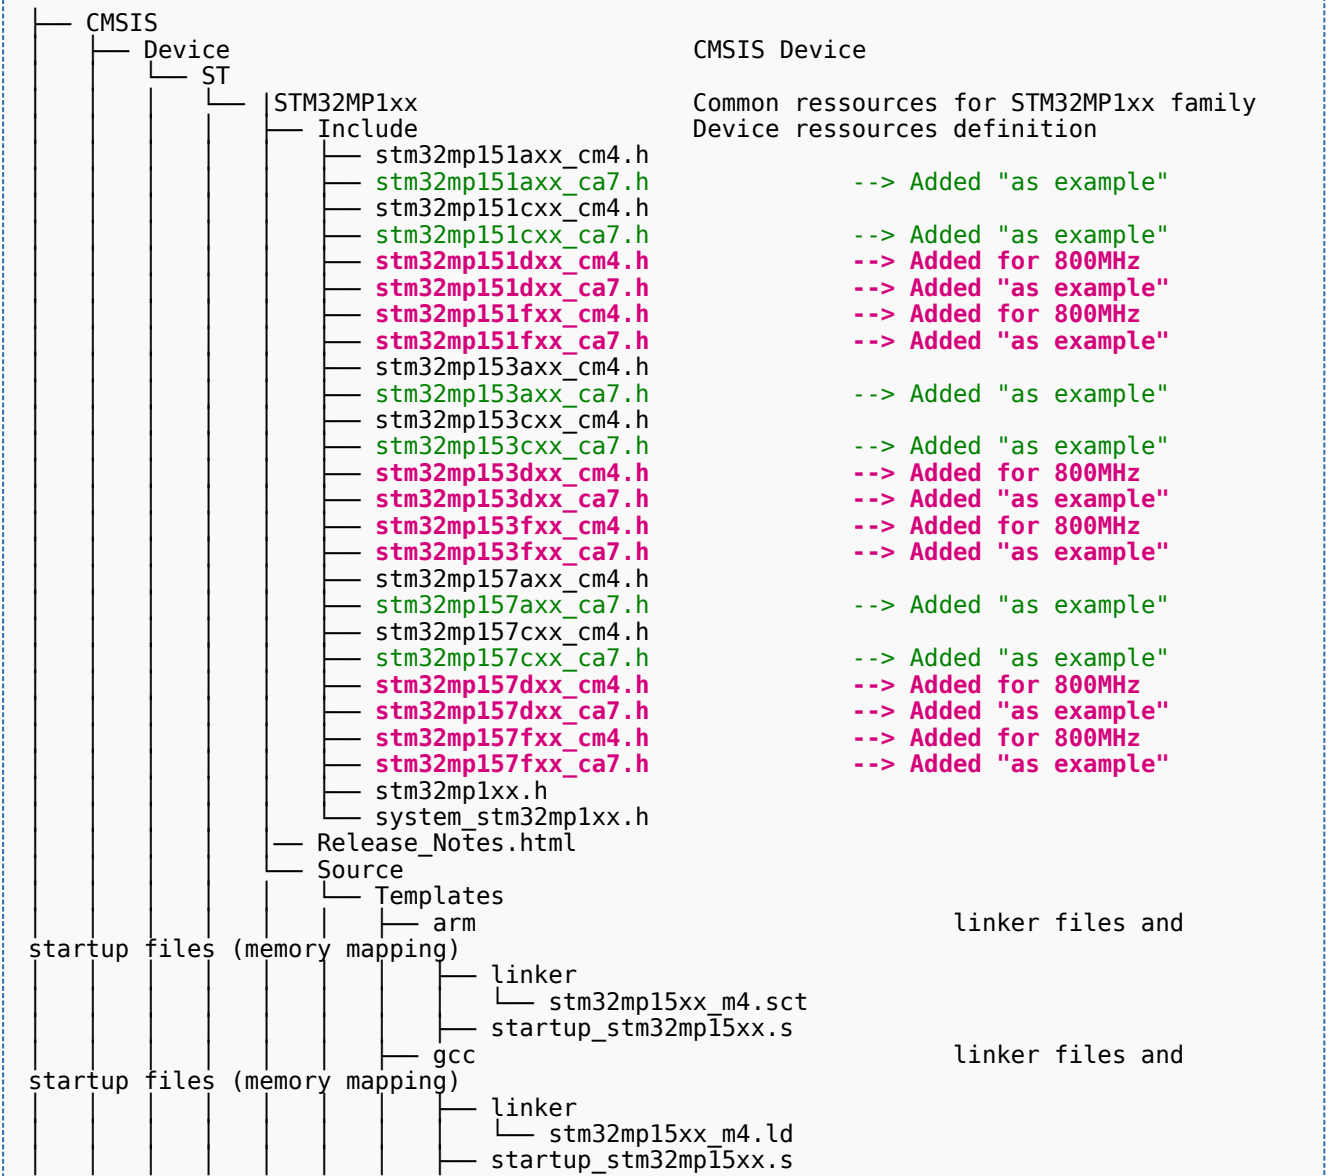 ├── CMSIS
│   ├── Device                                CMSIS Device
│   │   └── ST
│   │   │   └── |STM32MP1xx                   Common ressources for STM32MP1xx family
│   │   │   │   ├── Include                   Device ressources definition
│   │   │   │   │   ├── stm32mp151axx_cm4.h
│   │   │   │   │   ├── stm32mp151axx_ca7.h              --> Added "as example"
│   │   │   │   │   ├── stm32mp151cxx_cm4.h
│   │   │   │   │   ├── stm32mp151cxx_ca7.h              --> Added "as example"
│   │   │   │   │   ├── stm32mp151dxx_cm4.h              --> Added for 800MHz
│   │   │   │   │   ├── stm32mp151dxx_ca7.h              --> Added "as example"
│   │   │   │   │   ├── stm32mp151fxx_cm4.h              --> Added for 800MHz
│   │   │   │   │   ├── stm32mp151fxx_ca7.h              --> Added "as example"
│   │   │   │   │   ├── stm32mp153axx_cm4.h
│   │   │   │   │   ├── stm32mp153axx_ca7.h              --> Added "as example"
│   │   │   │   │   ├── stm32mp153cxx_cm4.h
│   │   │   │   │   ├── stm32mp153cxx_ca7.h              --> Added "as example"
│   │   │   │   │   ├── stm32mp153dxx_cm4.h              --> Added for 800MHz
│   │   │   │   │   ├── stm32mp153dxx_ca7.h              --> Added "as example"
│   │   │   │   │   ├── stm32mp153fxx_cm4.h              --> Added for 800MHz
│   │   │   │   │   ├── stm32mp153fxx_ca7.h              --> Added "as example"
│   │   │   │   │   ├── stm32mp157axx_cm4.h
│   │   │   │   │   ├── stm32mp157axx_ca7.h              --> Added "as example"
│   │   │   │   │   ├── stm32mp157cxx_cm4.h
│   │   │   │   │   ├── stm32mp157cxx_ca7.h              --> Added "as example"
│   │   │   │   │   ├── stm32mp157dxx_cm4.h              --> Added for 800MHz
│   │   │   │   │   ├── stm32mp157dxx_ca7.h              --> Added "as example"
│   │   │   │   │   ├── stm32mp157fxx_cm4.h              --> Added for 800MHz
│   │   │   │   │   ├── stm32mp157fxx_ca7.h              --> Added "as example"
│   │   │   │   │   ├── stm32mp1xx.h
│   │   │   │   │   └── system_stm32mp1xx.h
│   │   │   │   |── Release_Notes.html
│   │   │   │   └── Source
│   │   │   │   │   └── Templates
│   │   │   │   │   │   ├── arm                                 linker files and
startup files (memory mapping)
│   │   │   │   │   │   │   ├── linker
│   │   │   │   │   │   │   │   └── stm32mp15xx_m4.sct
│   │   │   │   │   │   │   ├── startup_stm32mp15xx.s
│   │   │   │   │   │   ├── gcc                                 linker files and
startup files (memory mapping)
│   │   │   │   │   │   │   ├── linker
│   │   │   │   │   │   │   │   └── stm32mp15xx_m4.ld
│   │   │   │   │   │   │   ├── startup_stm32mp15xx.s